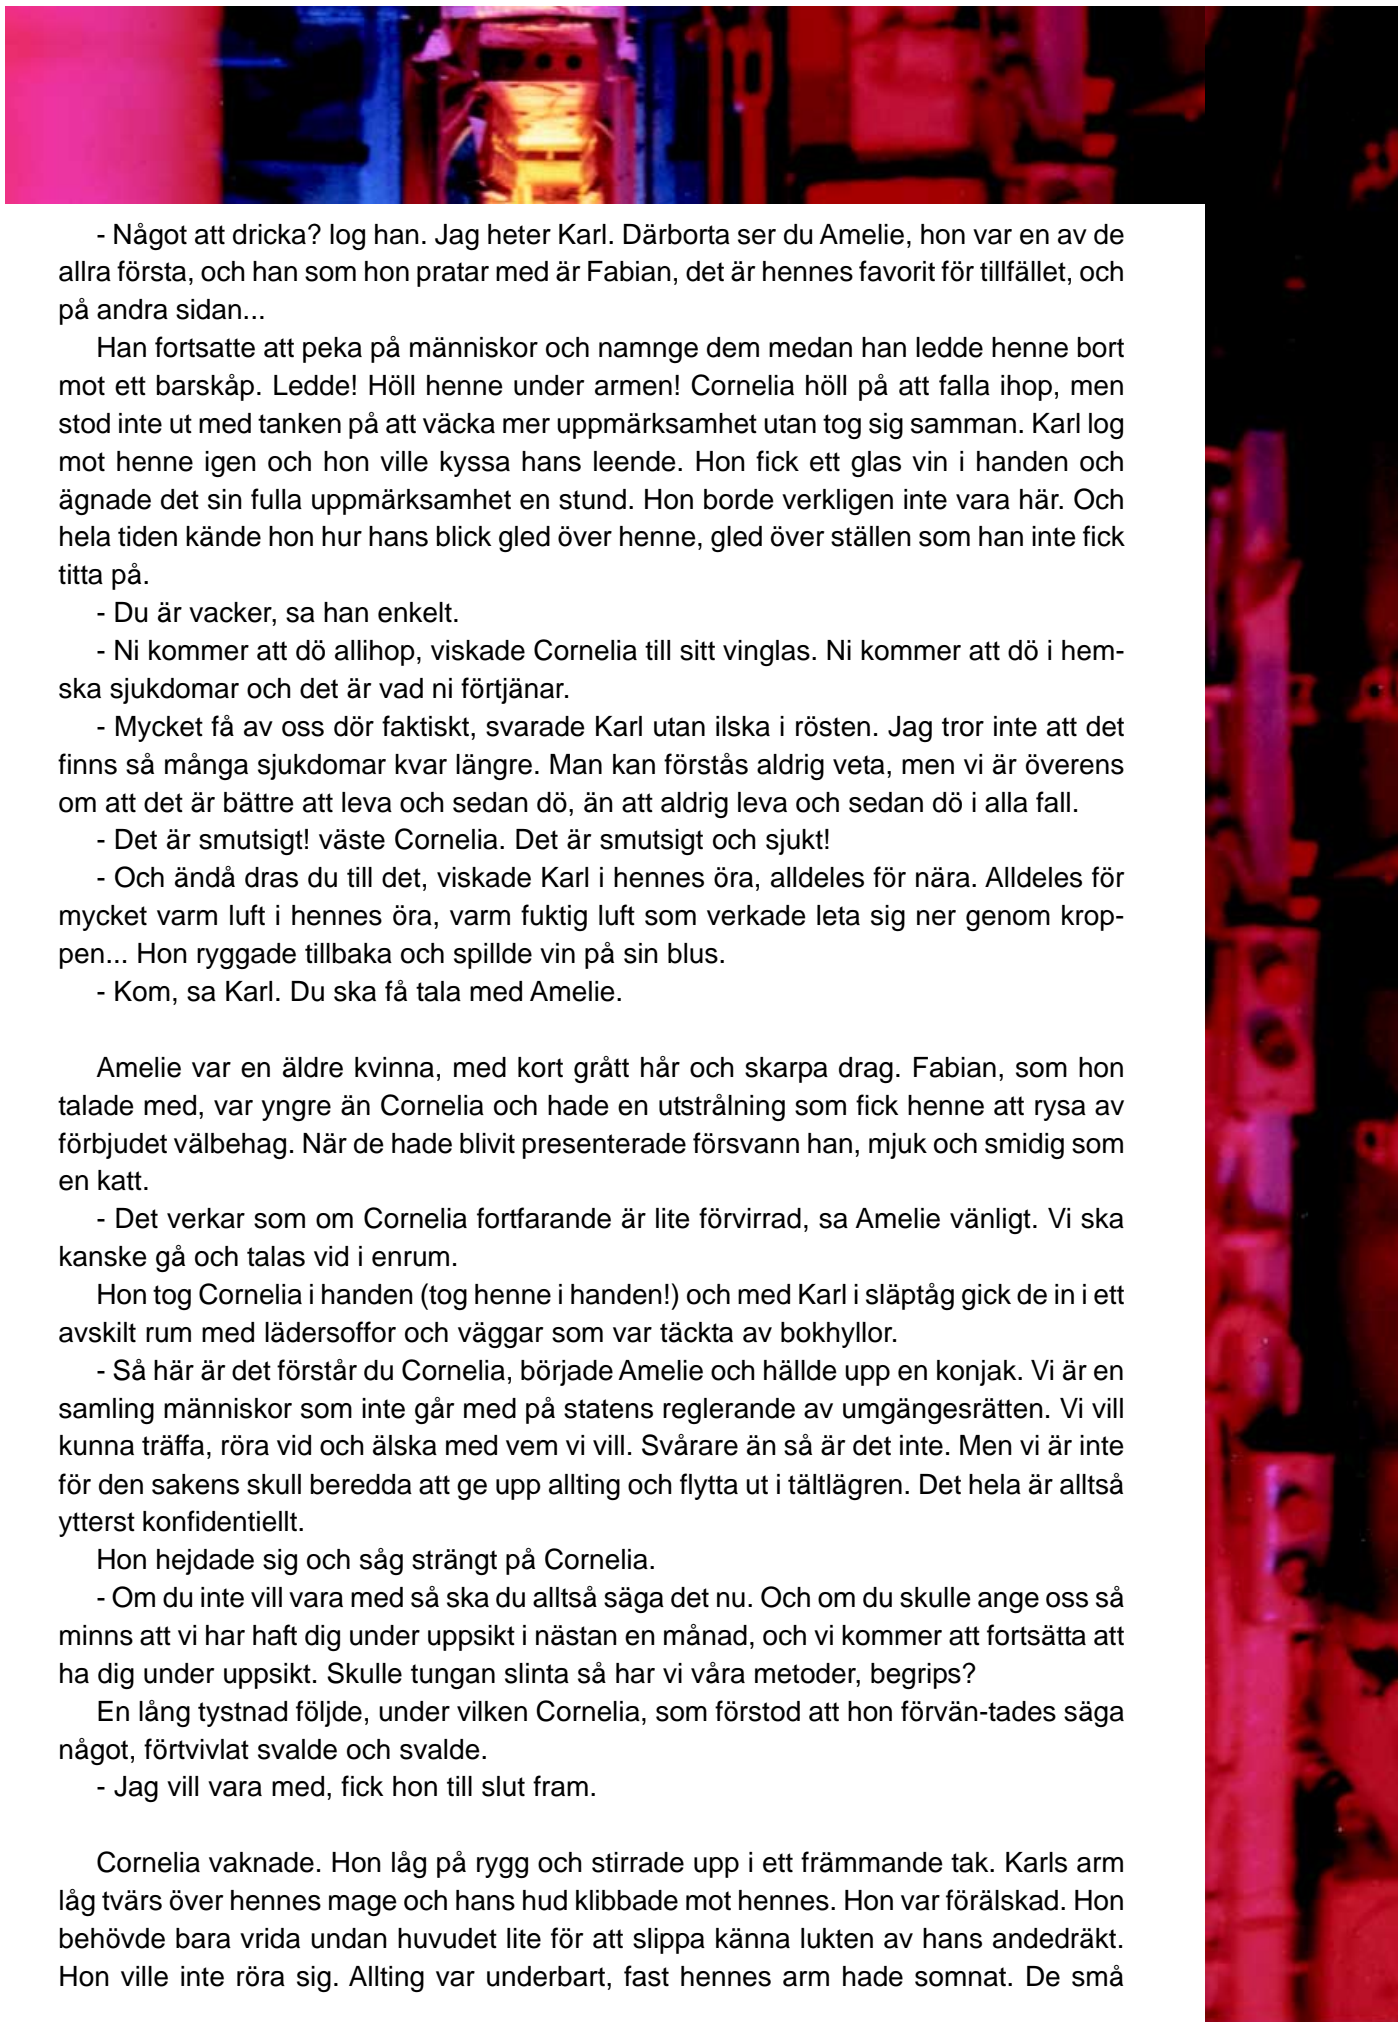 - Något att dricka? log han. Jag heter Karl. Därborta ser du Amelie, hon var en av de
allra första, och han som hon pratar med är Fabian, det är hennes favorit för tillfället, och
på andra sidan...
Han fortsatte att peka på människor och namnge dem medan han ledde henne bort
mot ett barskåp. Ledde! Höll henne under armen! Cornelia höll på att falla ihop, men
stod inte ut med tanken på att väcka mer uppmärksamhet utan tog sig samman. Karl log
mot henne igen och hon ville kyssa hans leende. Hon fick ett glas vin i handen och
ägnade det sin fulla uppmärksamhet en stund. Hon borde verkligen inte vara här. Och
hela tiden kände hon hur hans blick gled över henne, gled över ställen som han inte fick
titta på.
- Du är vacker, sa han enkelt.
- Ni kommer att dö allihop, viskade Cornelia till sitt vinglas. Ni kommer att dö i hem-
ska sjukdomar och det är vad ni förtjänar.
- Mycket få av oss dör faktiskt, svarade Karl utan ilska i rösten. Jag tror inte att det
finns så många sjukdomar kvar längre. Man kan förstås aldrig veta, men vi är överens
om att det är bättre att leva och sedan dö, än att aldrig leva och sedan dö i alla fall.
- Det är smutsigt! väste Cornelia. Det är smutsigt och sjukt!
- Och ändå dras du till det, viskade Karl i hennes öra, alldeles för nära. Alldeles för
mycket varm luft i hennes öra, varm fuktig luft som verkade leta sig ner genom krop-
pen... Hon ryggade tillbaka och spillde vin på sin blus.
- Kom, sa Karl. Du ska få tala med Amelie.
Amelie var en äldre kvinna, med kort grått hår och skarpa drag. Fabian, som hon
talade med, var yngre än Cornelia och hade en utstrålning som fick henne att rysa av
förbjudet välbehag. När de hade blivit presenterade försvann han, mjuk och smidig som
en katt.
- Det verkar som om Cornelia fortfarande är lite förvirrad, sa Amelie vänligt. Vi ska
kanske gå och talas vid i enrum.
Hon tog Cornelia i handen (tog henne i handen!) och med Karl i släptåg gick de in i ett
avskilt rum med lädersoffor och väggar som var täckta av bokhyllor.
- Så här är det förstår du Cornelia, började Amelie och hällde upp en konjak. Vi är en
samling människor som inte går med på statens reglerande av umgängesrätten. Vi vill
kunna träffa, röra vid och älska med vem vi vill. Svårare än så är det inte. Men vi är inte
för den sakens skull beredda att ge upp allting och flytta ut i tältlägren. Det hela är alltså
ytterst konfidentiellt.
Hon hejdade sig och såg strängt på Cornelia.
- Om du inte vill vara med så ska du alltså säga det nu. Och om du skulle ange oss så
minns att vi har haft dig under uppsikt i nästan en månad, och vi kommer att fortsätta att
ha dig under uppsikt. Skulle tungan slinta så har vi våra metoder, begrips?
En lång tystnad följde, under vilken Cornelia, som förstod att hon förvän-tades säga
något, förtvivlat svalde och svalde.
- Jag vill vara med, fick hon till slut fram.
Cornelia vaknade. Hon låg på rygg och stirrade upp i ett främmande tak. Karls arm
låg tvärs över hennes mage och hans hud klibbade mot hennes. Hon var förälskad. Hon
behövde bara vrida undan huvudet lite för att slippa känna lukten av hans andedräkt.
Hon ville inte röra sig. Allting var underbart, fast hennes arm hade somnat. De små